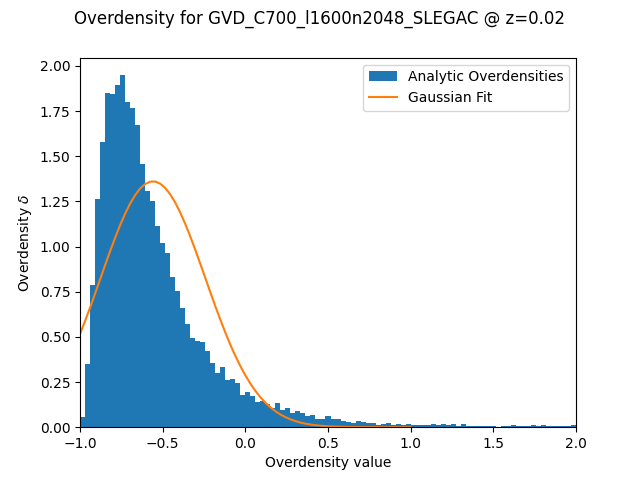 Overdensity for GVD_C700_l1600n2048_SLEGAC @ z=0.02
Analytic Overdensities
Gaussian Fit
Overdensity δ
2.00
1.75
1.50
1.25
1.00
0.75
0.50
0.25
0.00
−1.0 −0.5 0.0 0.5 1.0 1.5 2.0
Overdensity value